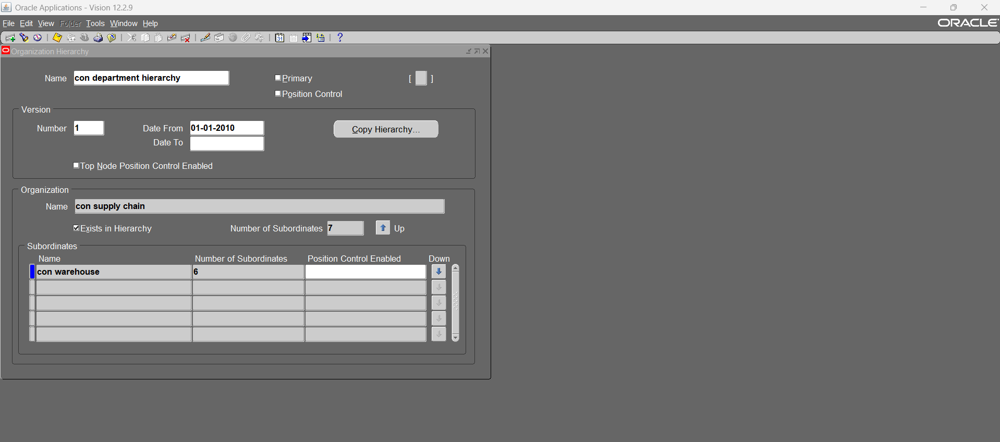 Oracle Applications - Vision 12.2.9
File Edit View Folder Tools Window Help
ORACLE
31
?
Organization Hierarchy
Name con department hierarchy Primary [ ]
Position Control
Version
Number 1 Date From 01-01-2010 Copy Hierarchy...
Date To
Top Node Position Control Enabled
Organization
Name con supply chain
Exists in Hierarchy Number of Subordinates 7 Up
Subordinates
Name Number of Subordinates Position Control Enabled Down
con warehouse 6